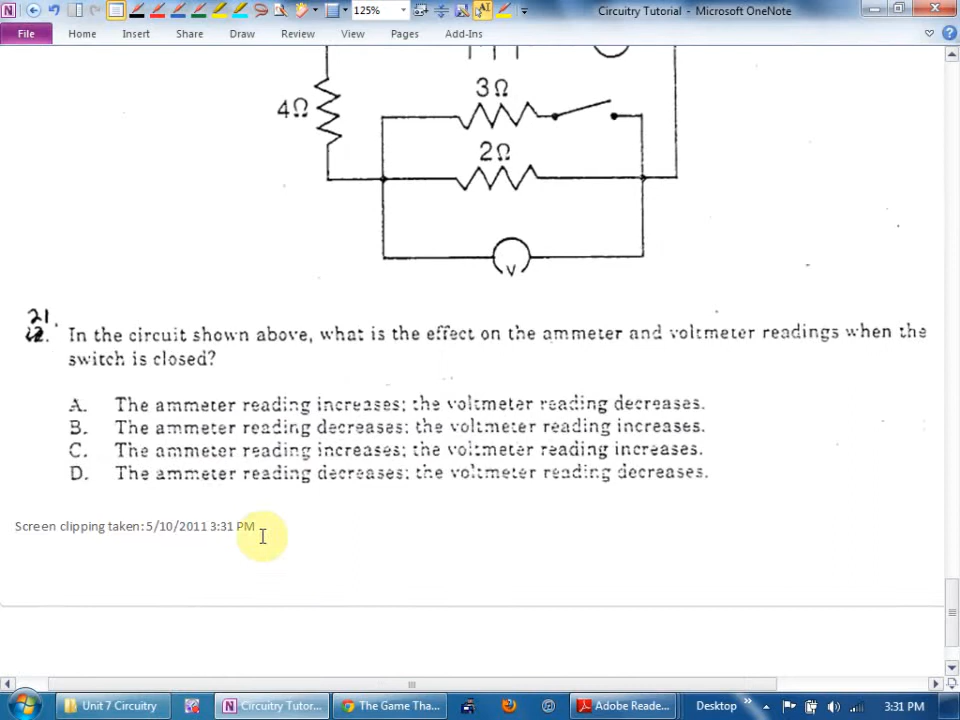 125%
Circuitry Tutorial - Microsoft OneNote
File Home Insert Share Draw Review View Pages Add-Ins
3Ω
4Ω
2Ω
V
21.
12. In the circuit shown above, what is the effect on the ammeter and voltmeter readings when the
switch is closed?
A. The ammeter reading increases; the voltmeter reading decreases.
B. The ammeter reading decreases; the voltmeter reading increases.
C. The ammeter reading increases; the voltmeter reading increases.
D. The ammeter reading decreases; the voltmeter reading decreases.
Screen clipping taken: 5/10/2011 3:31 PM
Unit 7 Circuitry Circuitry Tutor... The Game Tha... Adobe Reade... Desktop » 3:31 PM